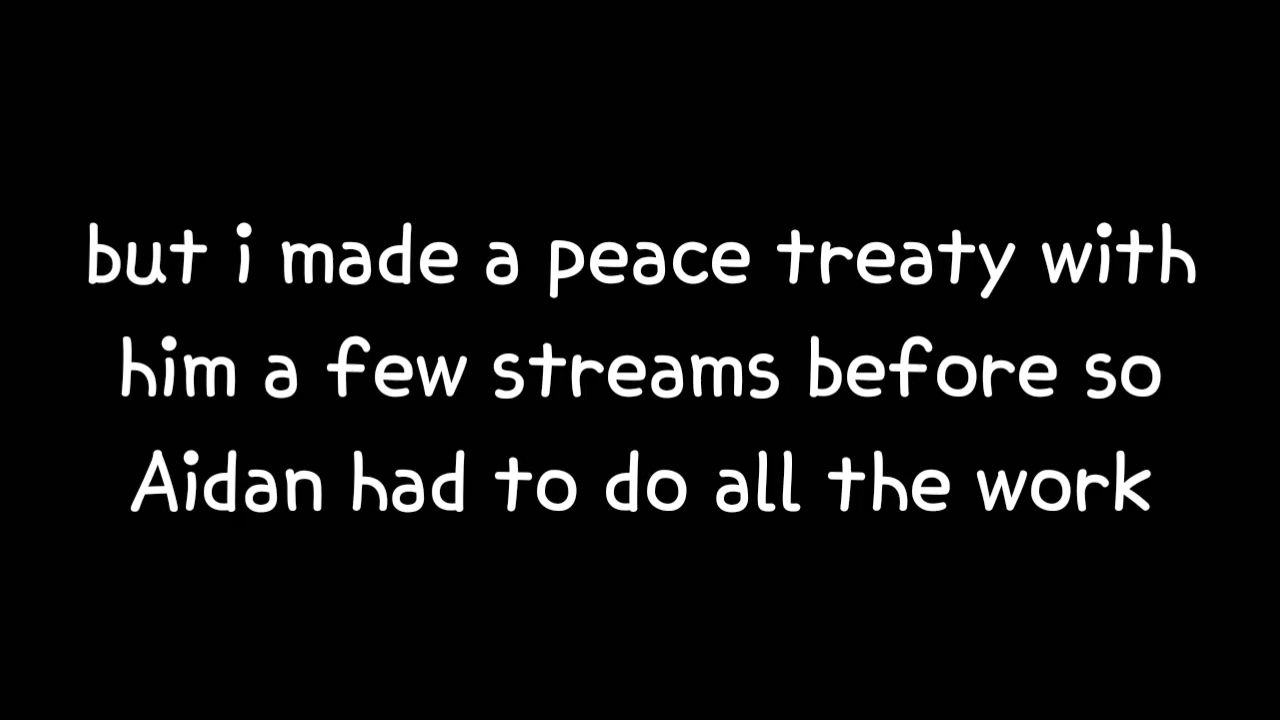 but i made a peace treaty with
him a few streams before so
Aidan had to do all the work